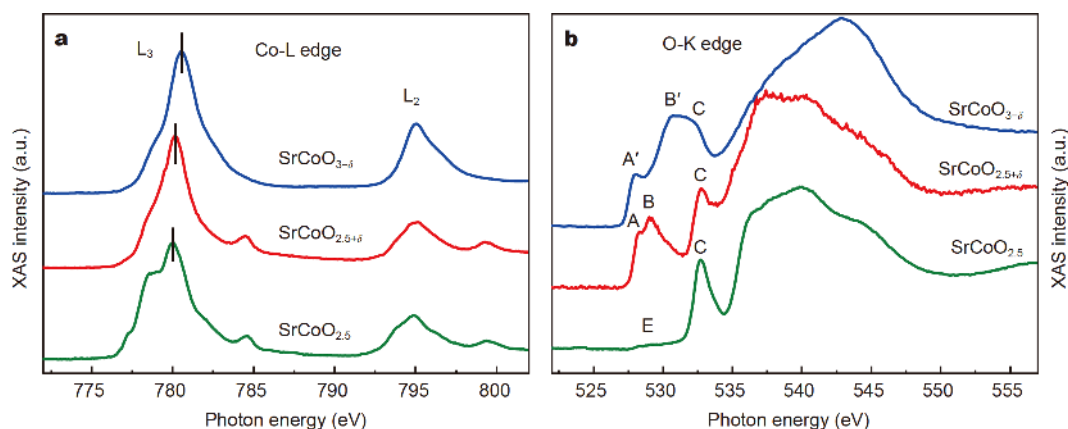 a
L₃
Co-L edge
L₂
SrCoO₃₋δ
SrCoO₂.₅₊δ
SrCoO₂.₅
XAS intensity (a.u.)
775 780 785 790 795 800
Photon energy (eV)
b
O-K edge
B′ C
A′
SrCoO₃₋δ
C
B
A
SrCoO₂.₅₊δ
C
SrCoO₂.₅
E
XAS intensity (a.u.)
525 530 535 540 545 550 555
Photon energy (eV)